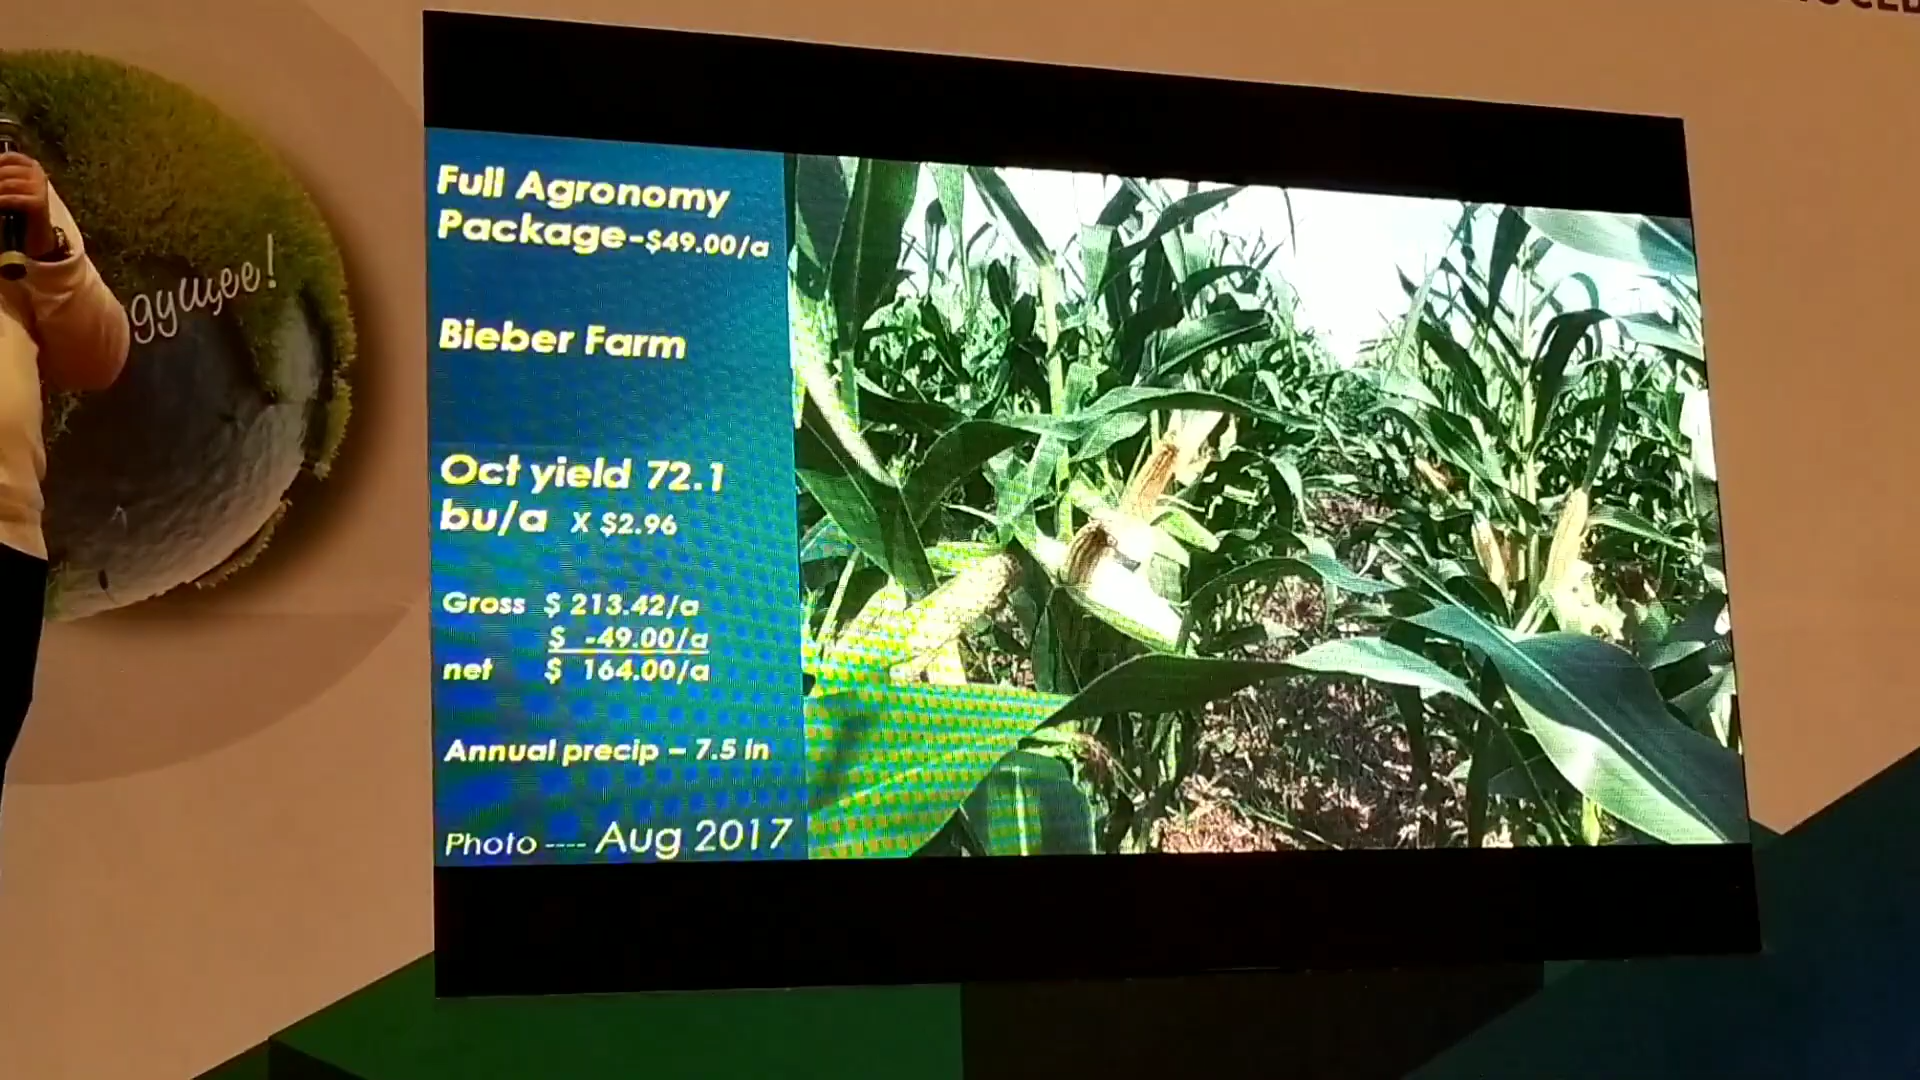 дущее!
Full Agronomy
Package-$49.00/a
Bieber Farm
Oct yield 72.1
bu/a X $2.96
Gross $ 213.42/a
$ -49.00/a
net $ 164.00/a
Annual precip – 7.5 in
Photo ---- Aug 2017